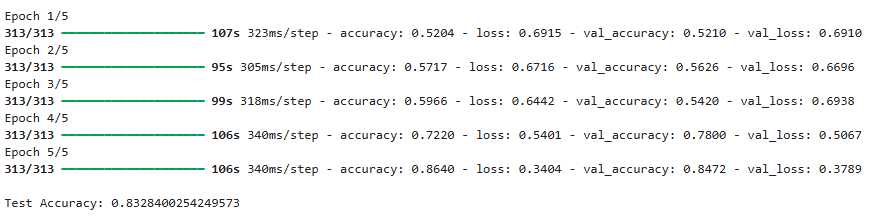 Epoch 1/5
313/313 ━━━━━━━━━━━━━━━━━━━━ 107s 323ms/step - accuracy: 0.5204 - loss: 0.6915 - val_accuracy: 0.5210 - val_loss: 0.6910
Epoch 2/5
313/313 ━━━━━━━━━━━━━━━━━━━━ 95s 305ms/step - accuracy: 0.5717 - loss: 0.6716 - val_accuracy: 0.5626 - val_loss: 0.6696
Epoch 3/5
313/313 ━━━━━━━━━━━━━━━━━━━━ 99s 318ms/step - accuracy: 0.5966 - loss: 0.6442 - val_accuracy: 0.5420 - val_loss: 0.6938
Epoch 4/5
313/313 ━━━━━━━━━━━━━━━━━━━━ 106s 340ms/step - accuracy: 0.7220 - loss: 0.5401 - val_accuracy: 0.7800 - val_loss: 0.5067
Epoch 5/5
313/313 ━━━━━━━━━━━━━━━━━━━━ 106s 340ms/step - accuracy: 0.8640 - loss: 0.3404 - val_accuracy: 0.8472 - val_loss: 0.3789
Test Accuracy: 0.8328400254249573